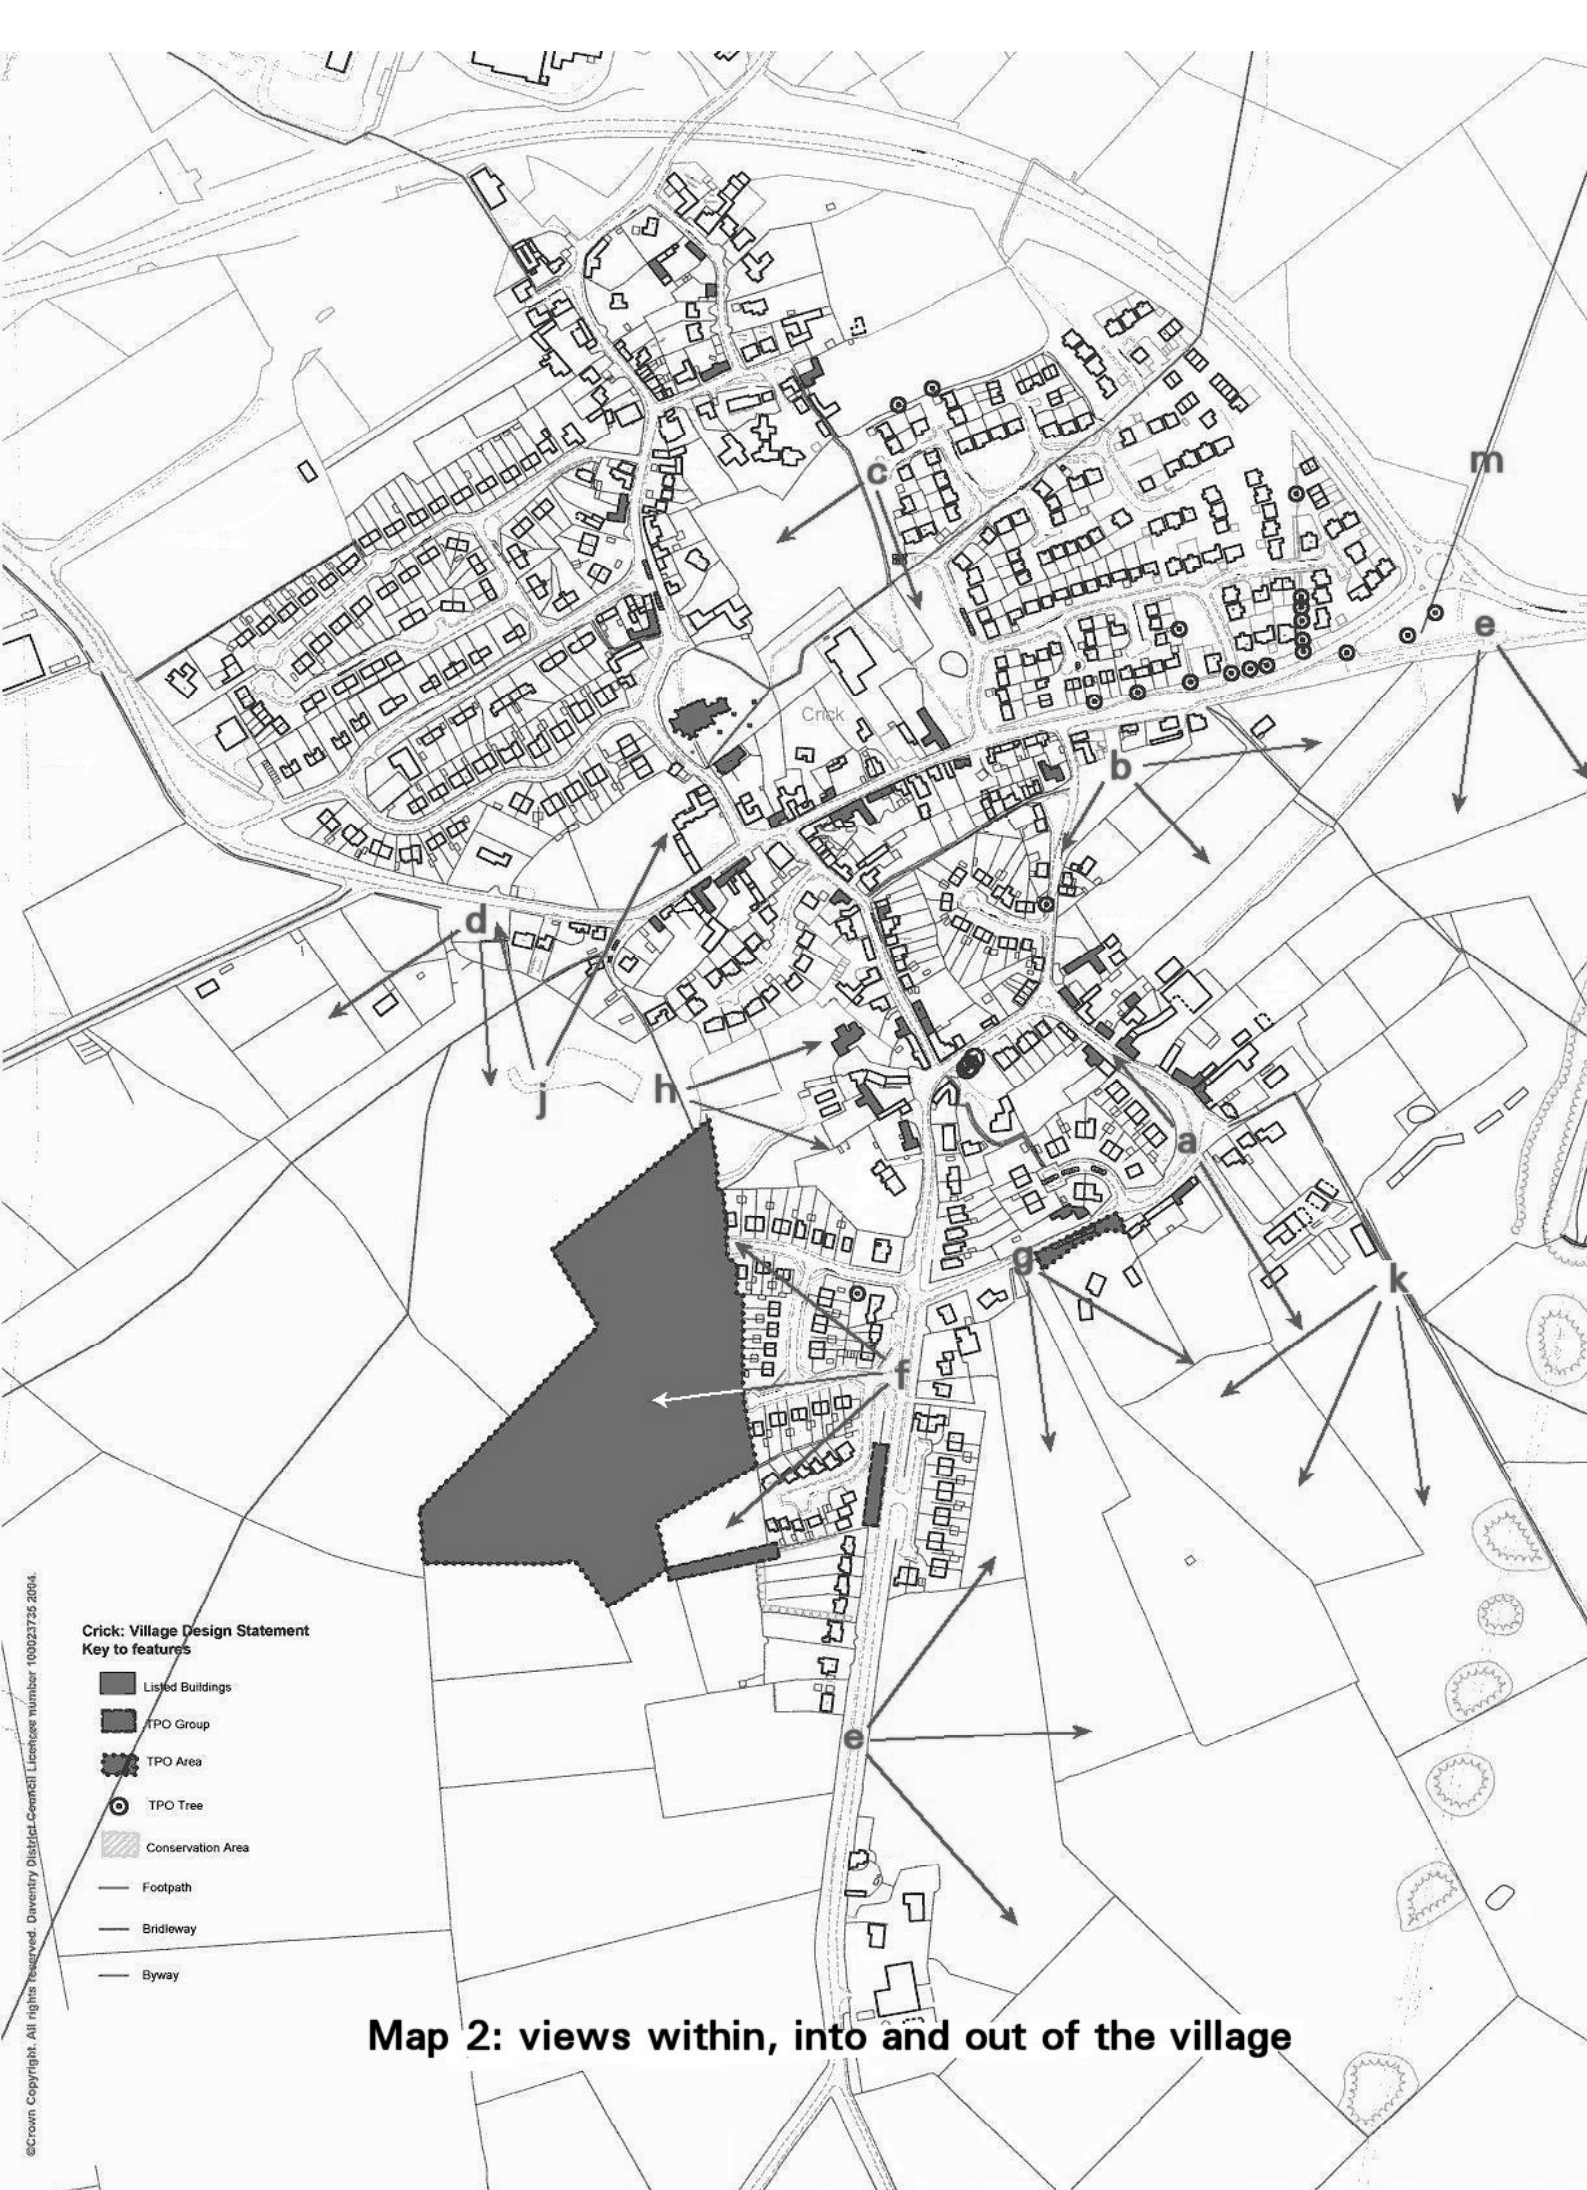 m
c
e
Crick
b
d
j
h
a
g
k
f
e
Crick: Village Design Statement
Key to features
Listed Buildings
TPO Group
TPO Area
TPO Tree
Conservation Area
Footpath
Bridleway
Byway
©Crown Copyright. All rights reserved. Daventry District Council Licencee number 100023735 2004.
Map 2: views within, into and out of the village